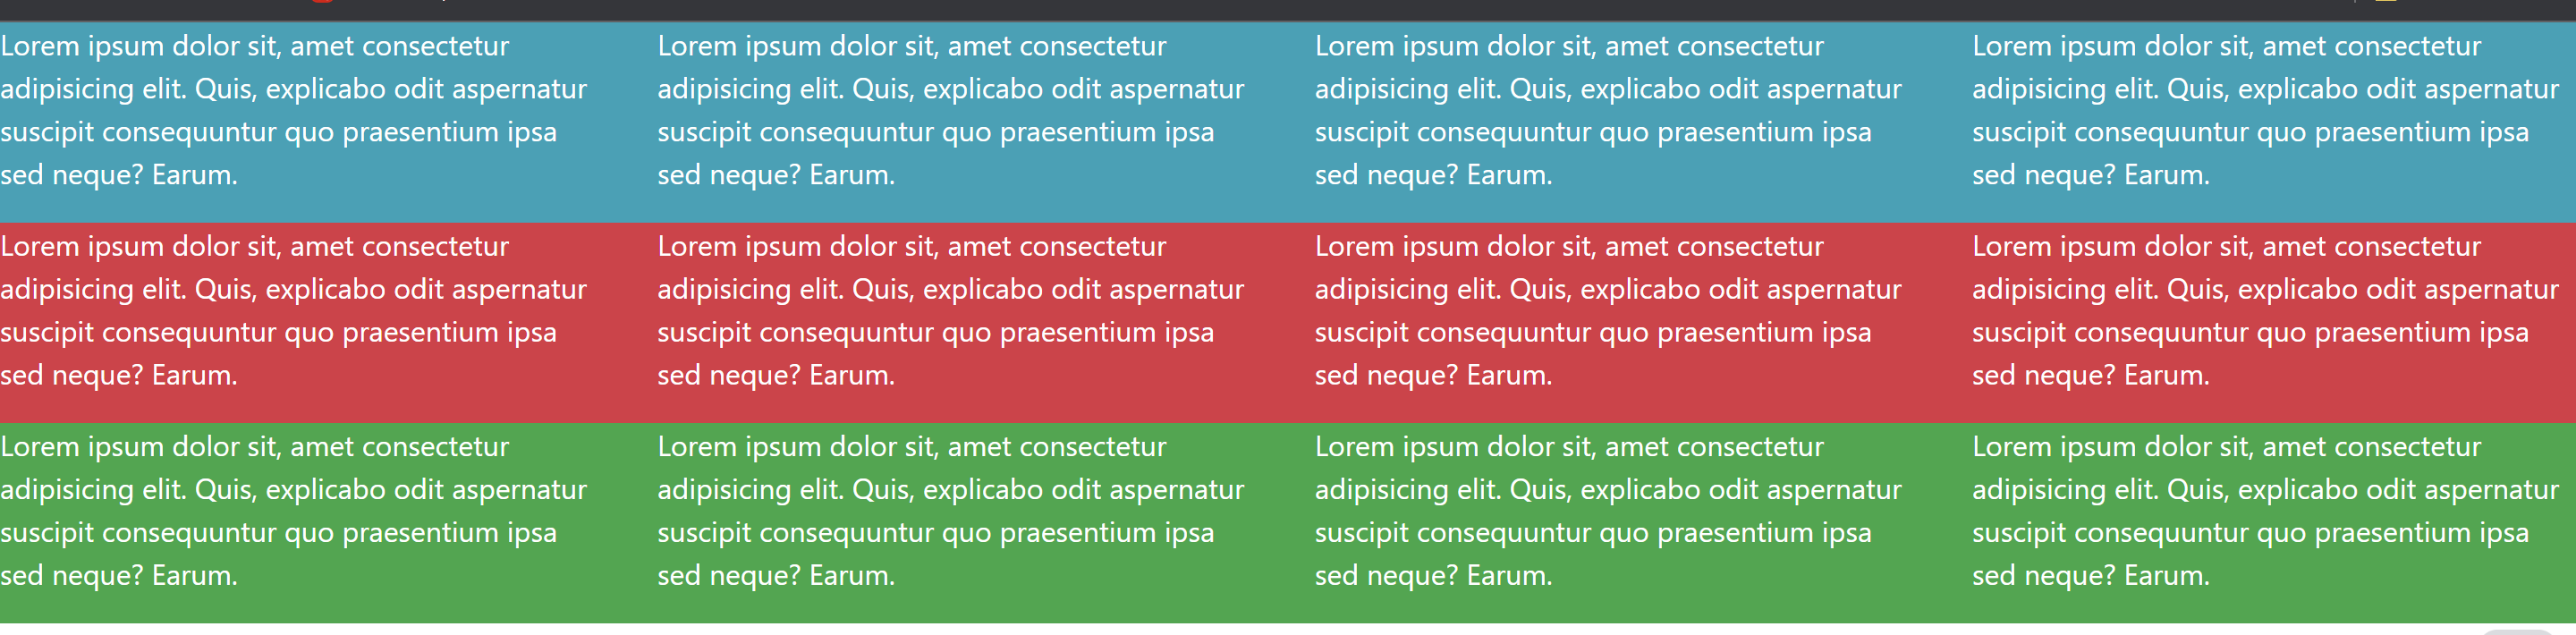 Lorem ipsum dolor sit, amet consectetur
adipisicing elit. Quis, explicabo odit aspernatur
suscipit consequuntur quo praesentium ipsa
sed neque? Earum.
Lorem ipsum dolor sit, amet consectetur
adipisicing elit. Quis, explicabo odit aspernatur
suscipit consequuntur quo praesentium ipsa
sed neque? Earum.
Lorem ipsum dolor sit, amet consectetur
adipisicing elit. Quis, explicabo odit aspernatur
suscipit consequuntur quo praesentium ipsa
sed neque? Earum.
Lorem ipsum dolor sit, amet consectetur
adipisicing elit. Quis, explicabo odit aspernatur
suscipit consequuntur quo praesentium ipsa
sed neque? Earum.
Lorem ipsum dolor sit, amet consectetur
adipisicing elit. Quis, explicabo odit aspernatur
suscipit consequuntur quo praesentium ipsa
sed neque? Earum.
Lorem ipsum dolor sit, amet consectetur
adipisicing elit. Quis, explicabo odit aspernatur
suscipit consequuntur quo praesentium ipsa
sed neque? Earum.
Lorem ipsum dolor sit, amet consectetur
adipisicing elit. Quis, explicabo odit aspernatur
suscipit consequuntur quo praesentium ipsa
sed neque? Earum.
Lorem ipsum dolor sit, amet consectetur
adipisicing elit. Quis, explicabo odit aspernatur
suscipit consequuntur quo praesentium ipsa
sed neque? Earum.
Lorem ipsum dolor sit, amet consectetur
adipisicing elit. Quis, explicabo odit aspernatur
suscipit consequuntur quo praesentium ipsa
sed neque? Earum.
Lorem ipsum dolor sit, amet consectetur
adipisicing elit. Quis, explicabo odit aspernatur
suscipit consequuntur quo praesentium ipsa
sed neque? Earum.
Lorem ipsum dolor sit, amet consectetur
adipisicing elit. Quis, explicabo odit aspernatur
suscipit consequuntur quo praesentium ipsa
sed neque? Earum.
Lorem ipsum dolor sit, amet consectetur
adipisicing elit. Quis, explicabo odit aspernatur
suscipit consequuntur quo praesentium ipsa
sed neque? Earum.